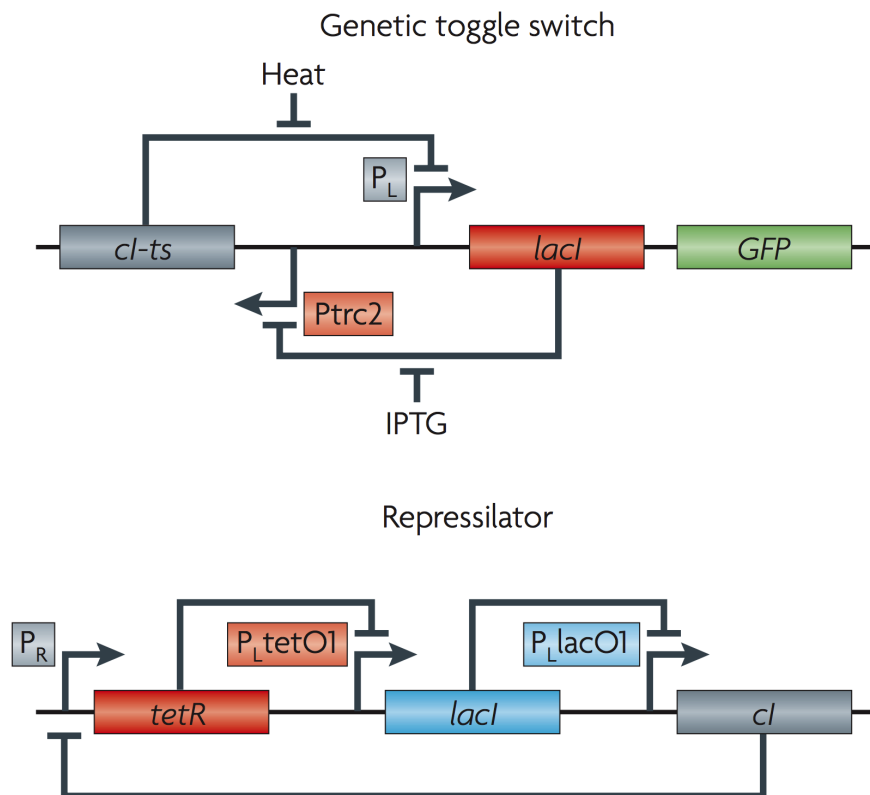 Genetic toggle switch
Heat
PL
cI-ts
lacI
GFP
Ptrc2
IPTG
Repressilator
PR
PLtetO1
PLlacO1
tetR
lacI
cI